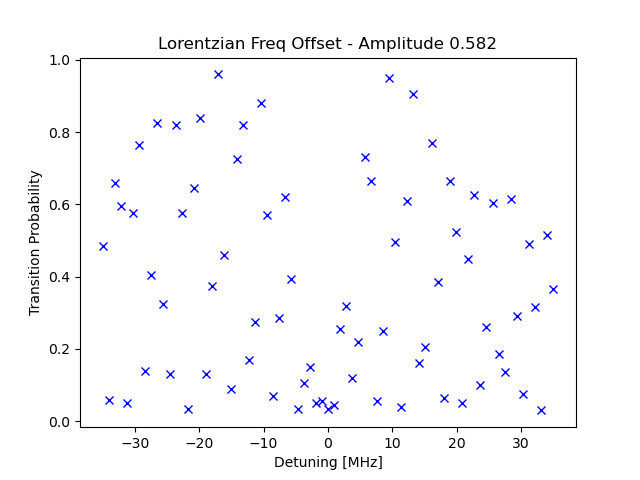 Lorentzian Freq Offset - Amplitude 0.582
1.0
0.8
0.6
0.4
0.2
0.0
Transition Probability
−30 −20 −10 0 10 20 30
Detuning [MHz]